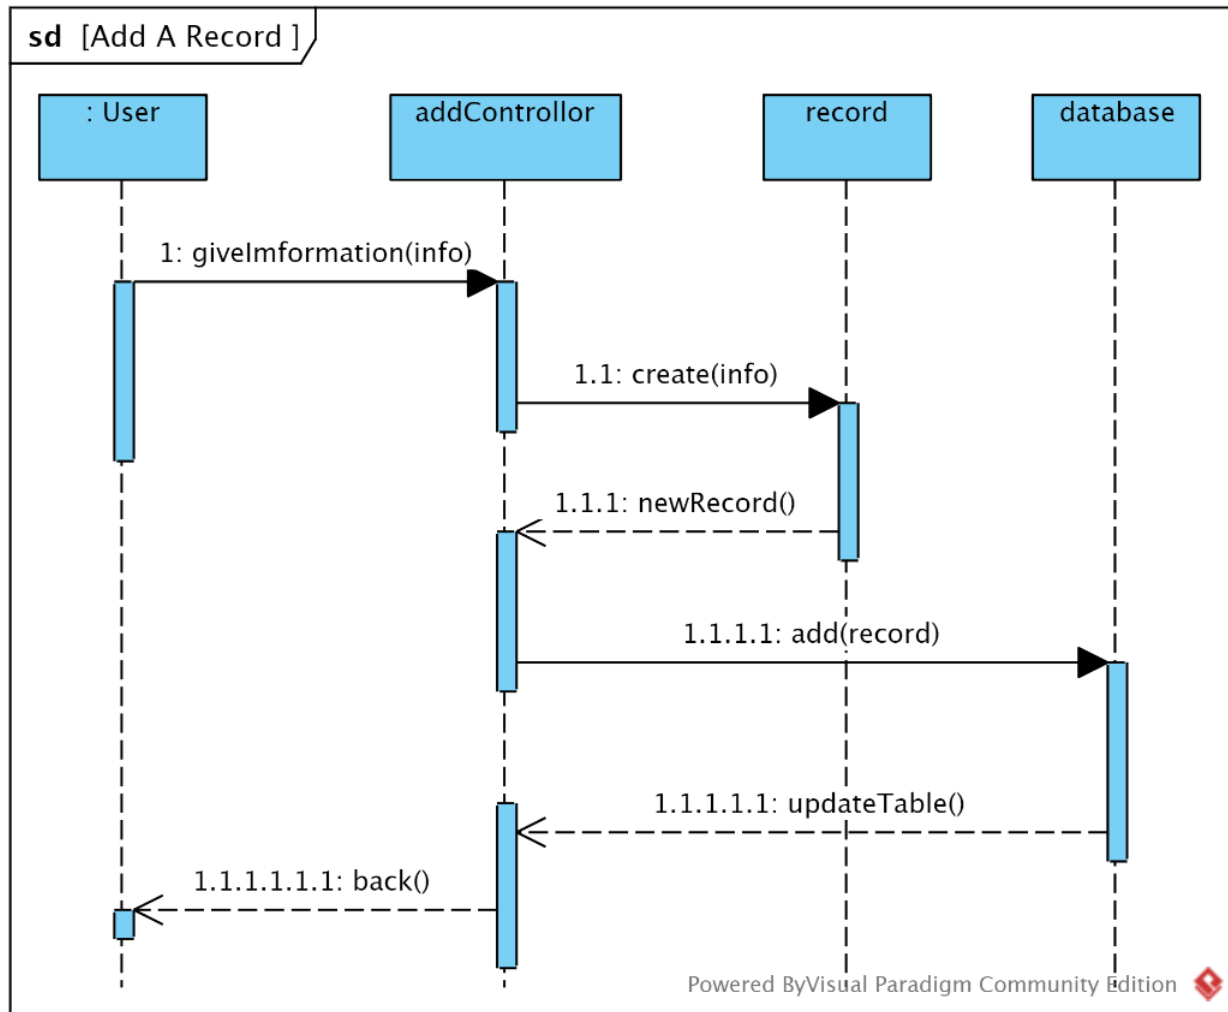 sd [Add A Record ]
: User
addControllor
record
database
1: giveImformation(info)
1.1: create(info)
1.1.1: newRecord()
1.1.1.1: add(record)
1.1.1.1.1: updateTable()
1.1.1.1.1.1: back()
Powered ByVisual Paradigm Community Edition